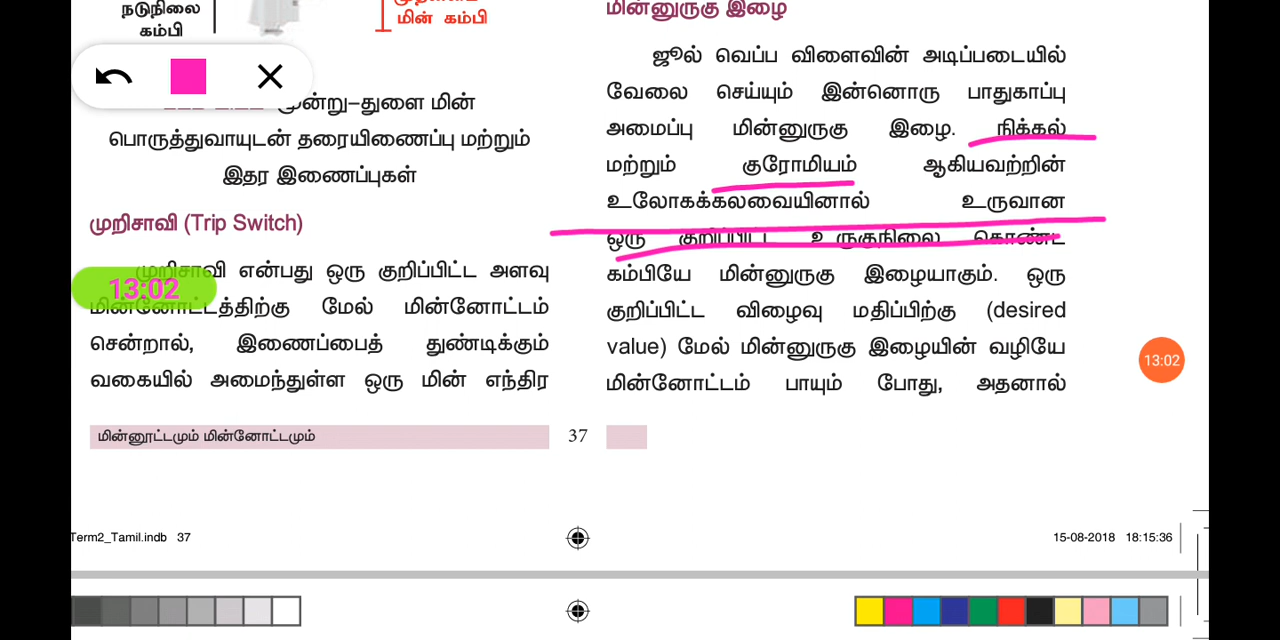 நடுநிலை
கம்பி
மின் கம்பி
மூன்று–துளை மின்
பொருத்துவாயுடன் தரையிணைப்பு மற்றும்
இதர இணைப்புகள்
முறிசாவி (Trip Switch)
முறிசாவி என்பது ஒரு குறிப்பிட்ட அளவு
மின்னோட்டத்திற்கு மேல் மின்னோட்டம்
சென்றால், இணைப்பைத் துண்டிக்கும்
வகையில் அமைந்துள்ள ஒரு மின் எந்திர
13:02
மின்னூட்டமும் மின்னோட்டமும்
37
மின்னுருகு இழை
ஜூல் வெப்ப விளைவின் அடிப்படையில்
வேலை செய்யும் இன்னொரு பாதுகாப்பு
அமைப்பு மின்னுருகு இழை. நிக்கல்
மற்றும் குரோமியம் ஆகியவற்றின்
உலோகக்கலவையினால் உருவான
ஒரு குறிப்பிட்ட உருகுநிலை கொண்ட
கம்பியே மின்னுருகு இழையாகும். ஒரு
குறிப்பிட்ட விழைவு மதிப்பிற்கு (desired
value) மேல் மின்னுருகு இழையின் வழியே
மின்னோட்டம் பாயும் போது, அதனால்
13:02
Term2_Tamil.indb 37
15-08-2018 18:15:36